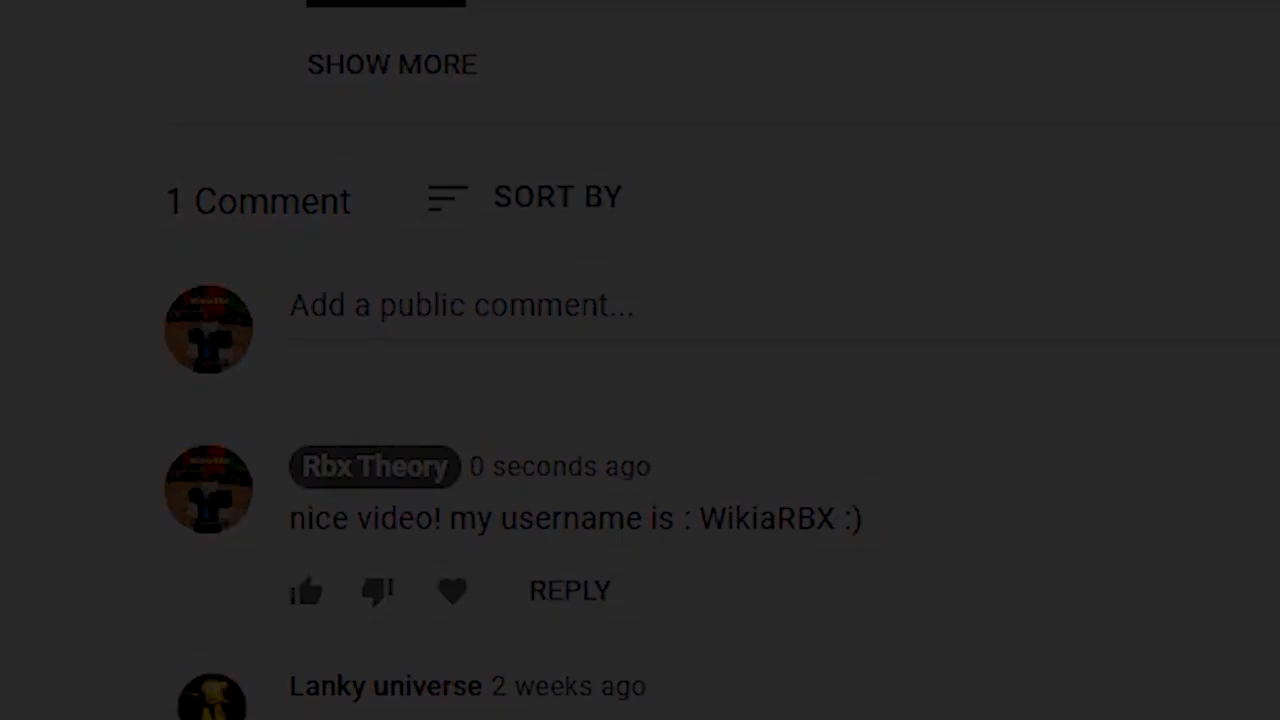 SHOW MORE
1 Comment
SORT BY
Add a public comment...
Rbx Theory 0 seconds ago
nice video! my username is : WikiaRBX :)
REPLY
Lanky universe 2 weeks ago